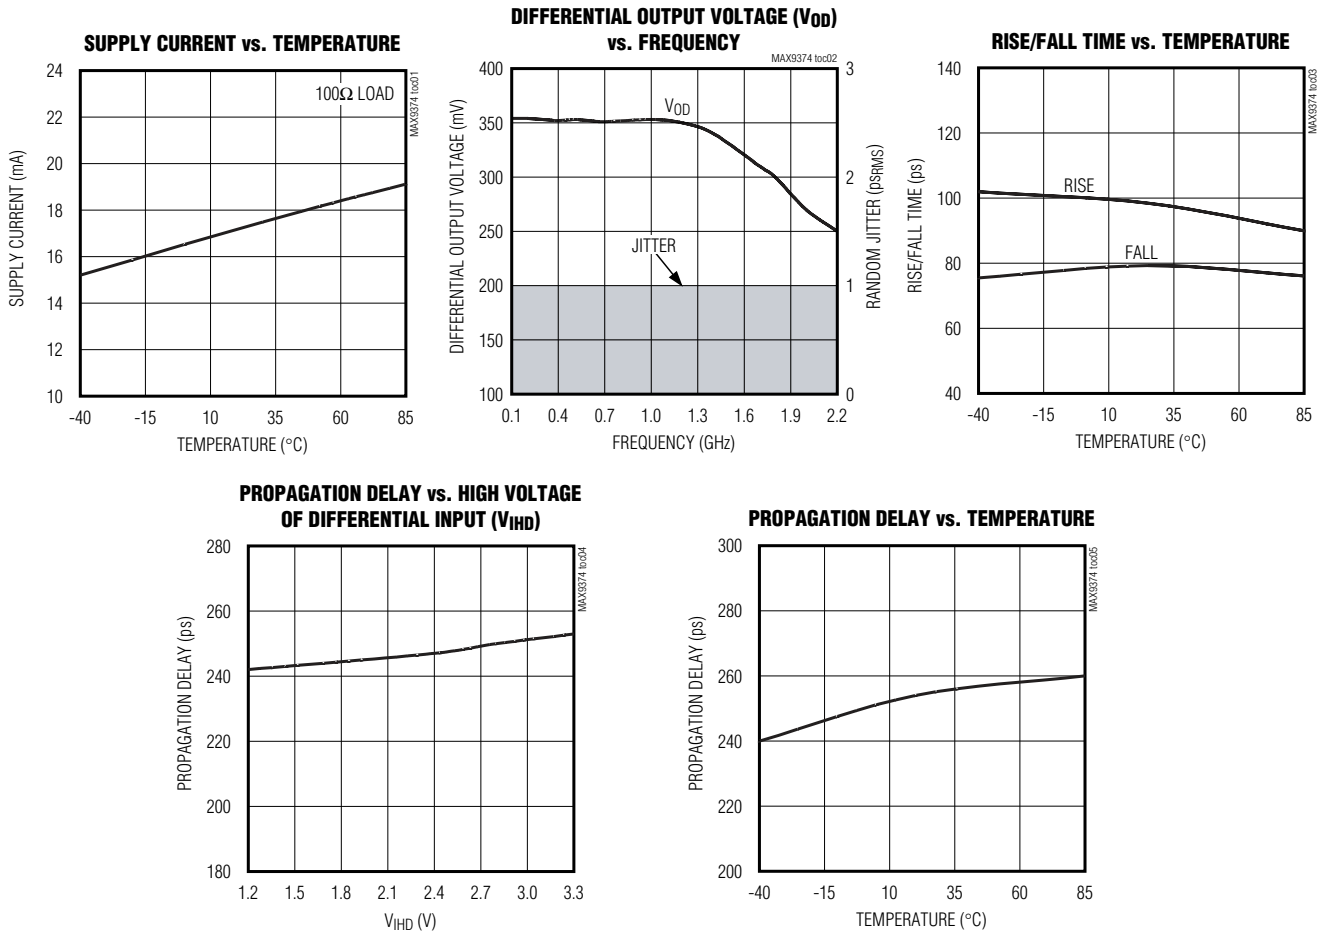 SUPPLY CURRENT vs. TEMPERATURE
24
22
20
18
16
14
12
10
SUPPLY CURRENT (mA)
100Ω LOAD
MAX9374 toc01
-40 -15 10 35 60 85
TEMPERATURE (°C)
DIFFERENTIAL OUTPUT VOLTAGE (VOD)
vs. FREQUENCY
MAX9374 toc02
400
350
300
250
200
150
100
DIFFERENTIAL OUTPUT VOLTAGE (mV)
VOD
JITTER
3
2
1
0
RANDOM JITTER (psRMS)
0.1 0.4 0.7 1.0 1.3 1.6 1.9 2.2
FREQUENCY (GHz)
RISE/FALL TIME vs. TEMPERATURE
140
120
100
80
60
40
RISE/FALL TIME (ps)
RISE
FALL
MAX9374 toc03
-40 -15 10 35 60 85
TEMPERATURE (°C)
PROPAGATION DELAY vs. HIGH VOLTAGE
OF DIFFERENTIAL INPUT (VIHD)
280
260
240
220
200
180
PROPAGATION DELAY (ps)
MAX9374 toc04
1.2 1.5 1.8 2.1 2.4 2.7 3.0 3.3
VIHD (V)
PROPAGATION DELAY vs. TEMPERATURE
300
280
260
240
220
200
PROPAGATION DELAY (ps)
MAX9374 toc05
-40 -15 10 35 60 85
TEMPERATURE (°C)